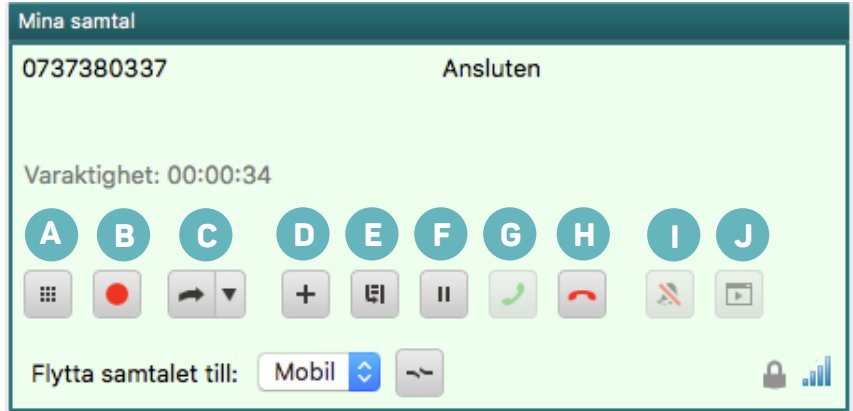 Mina samtal
0737380337 Ansluten
Varaktighet: 00:00:34
A B C D E F G H I J
Flytta samtalet till: Mobil